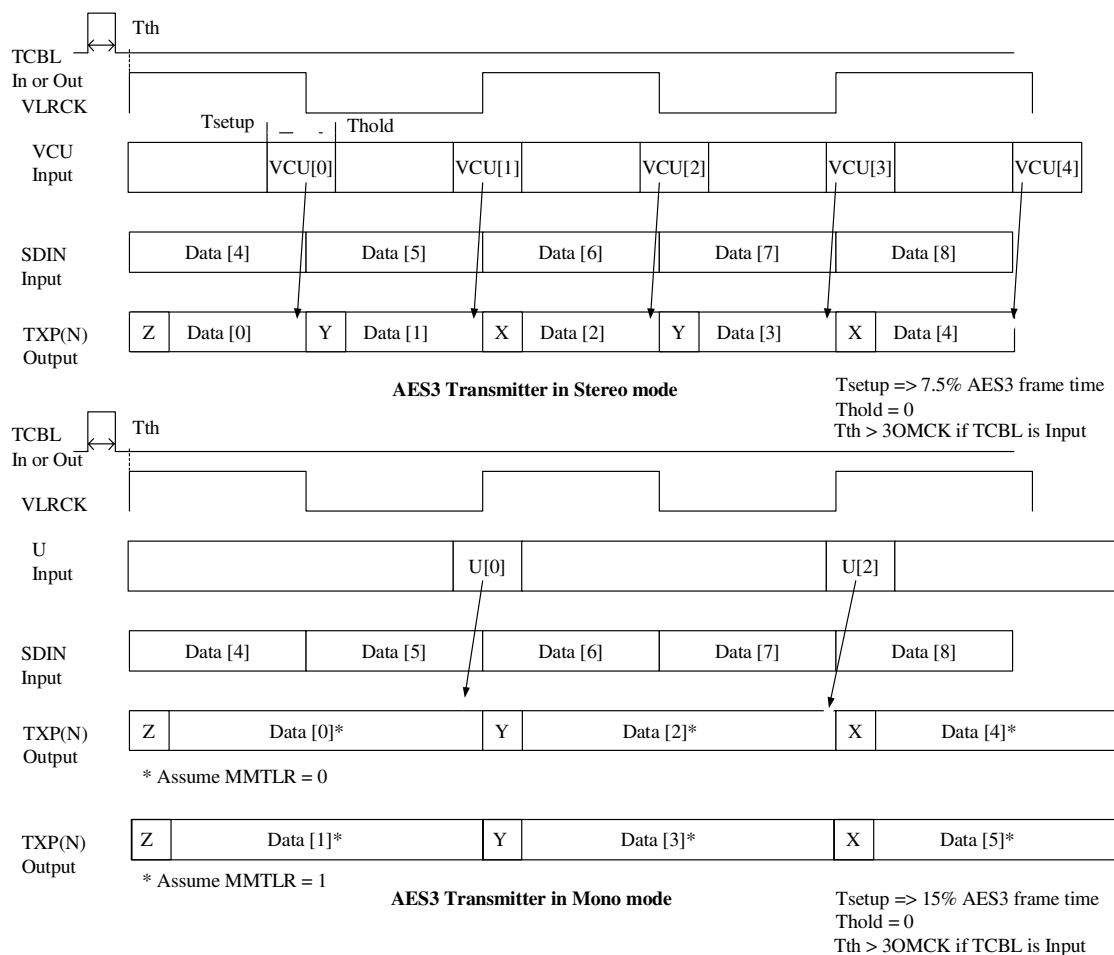 Tth
TCBL
In or Out
VLRCK
Tsetup
Thold
VCU
Input
VCU[0]
VCU[1]
VCU[2]
VCU[3]
VCU[4]
SDIN
Input
Data [4]
Data [5]
Data [6]
Data [7]
Data [8]
TXP(N)
Output
Z
Data [0]
Y
Data [1]
X
Data [2]
Y
Data [3]
X
Data [4]
AES3 Transmitter in Stereo mode
Tsetup => 7.5% AES3 frame time
Thold = 0
Tth > 3OMCK if TCBL is Input
Tth
TCBL
In or Out
VLRCK
U
Input
U[0]
U[2]
SDIN
Input
Data [4]
Data [5]
Data [6]
Data [7]
Data [8]
TXP(N)
Output
Z
Data [0]*
Y
Data [2]*
X
Data [4]*
* Assume MMTLR = 0
TXP(N)
Output
Z
Data [1]*
Y
Data [3]*
X
Data [5]*
* Assume MMTLR = 1
AES3 Transmitter in Mono mode
Tsetup => 15% AES3 frame time
Thold = 0
Tth > 3OMCK if TCBL is Input